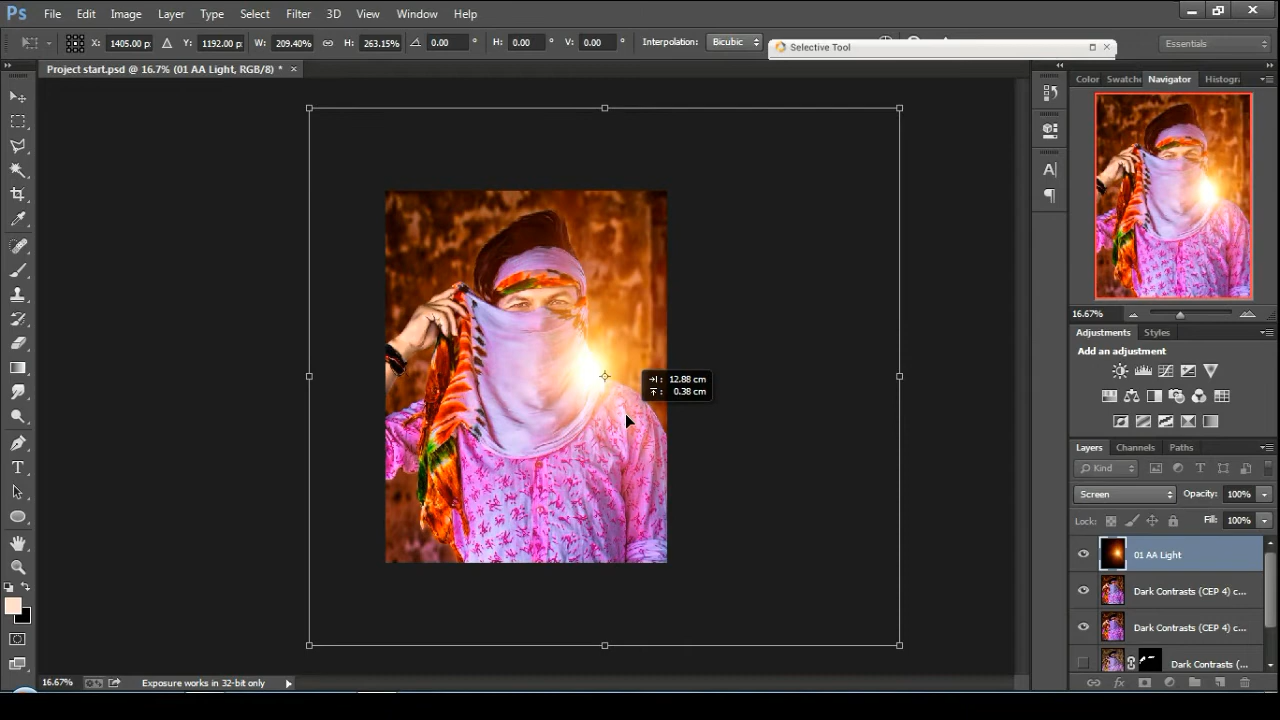 Ps File Edit Image Layer Type Select Filter 3D View Window Help
X: 1405.00 p: Y: 1192.00 p: W: 209.40% H: 263.15% 0.00 ° H: 0.00 ° V: 0.00 ° Interpolation: Bicubic
Selective Tool
Essentials
Project start.psd @ 16.7% (01 AA Light, RGB/8) * ×
Color Swatche Navigator Histogra
16.67%
Adjustments Styles
Add an adjustment
12.88 cm
0.38 cm
Layers Channels Paths
Kind
Screen Opacity: 100%
Lock: Fill: 100%
01 AA Light
Dark Contrasts (CEP 4) c...
Dark Contrasts (CEP 4) c...
Dark Contrasts (...
16.67% Exposure works in 32-bit only